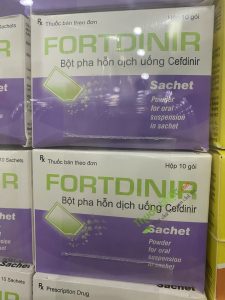 Rx Thuốc bán theo đơn
Hộp 10 gói
FORTDINIR
Bột pha hỗn dịch uống Cefdinir
Sachet
Powder
for oral
suspension
in sachet
Rx Thuốc bán theo đơn
Hộp 10 gói
FORTDINIR
Bột pha hỗn dịch uống Cefdinir
Sachet
Powder
for oral
suspension
in sachet
Rx Prescription Drug